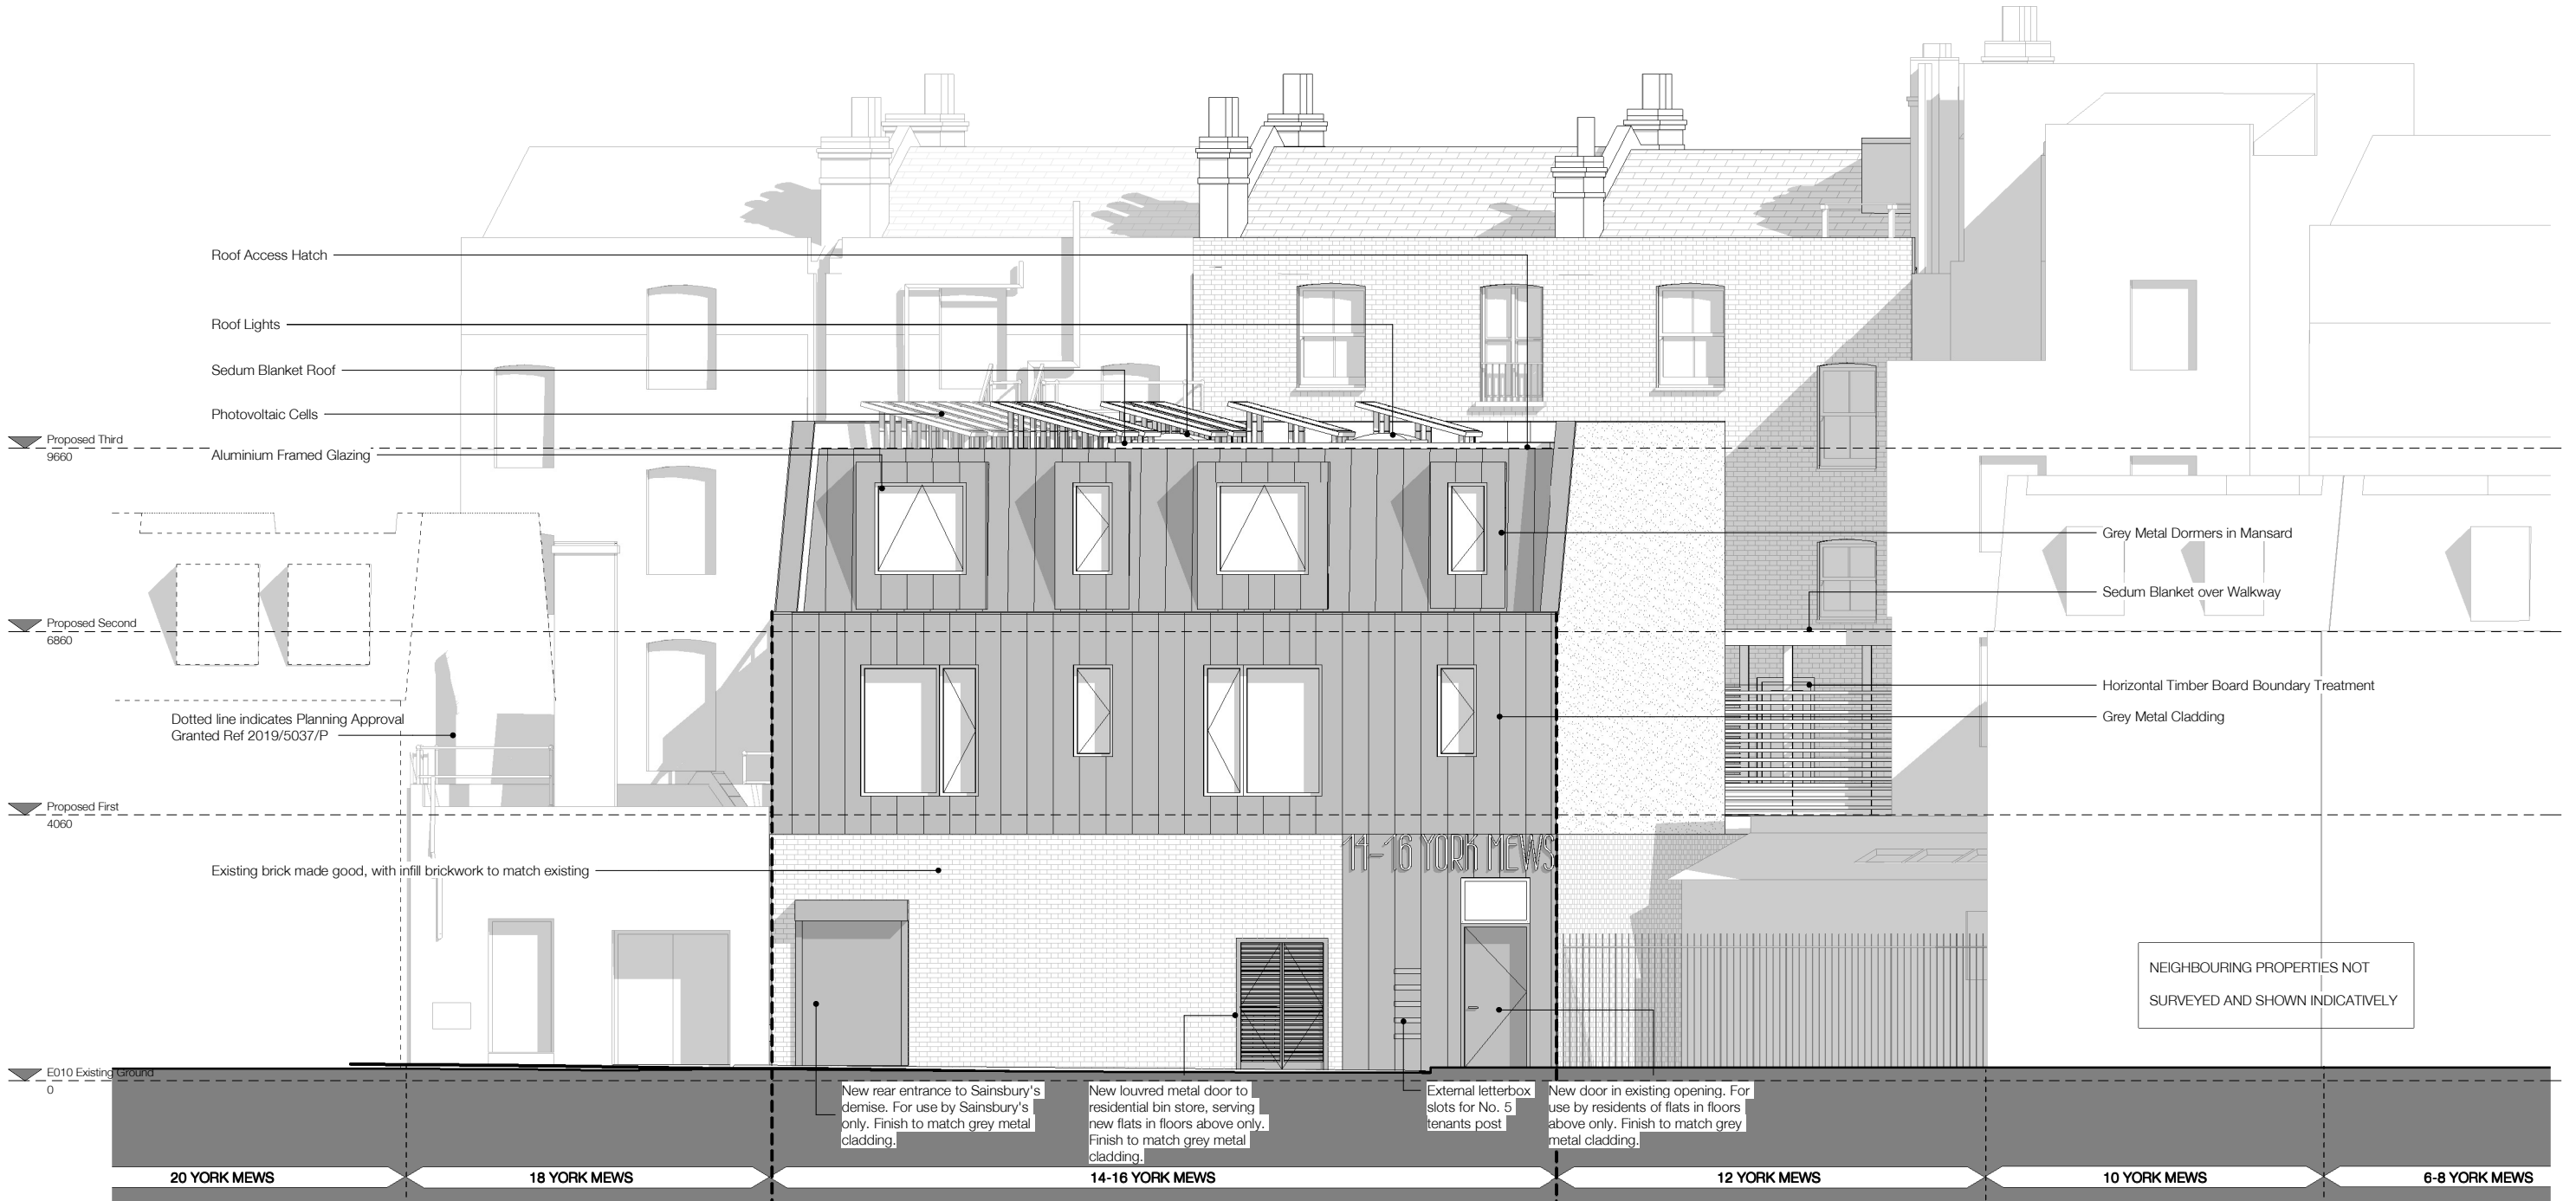 Roof Access Hatch
Roof Lights
Sedum Blanket Roof
Photovoltaic Cells
Proposed Third
9660
Aluminium Framed Glazing
Grey Metal Dormers in Mansard
Sedum Blanket over Walkway
Proposed Second
6860
Horizontal Timber Board Boundary Treatment
Grey Metal Cladding
Dotted line indicates Planning Approval
Granted Ref 2019/5037/P
Proposed First
4060
14-16 YORK MEWS
Existing brick made good, with infill brickwork to match existing
NEIGHBOURING PROPERTIES NOT
SURVEYED AND SHOWN INDICATIVELY
E010 Existing Ground
0
New rear entrance to Sainsbury's
demise. For use by Sainsbury's
only. Finish to match grey metal
cladding.
New louvred metal door to
residential bin store, serving
new flats in floors above only.
Finish to match grey metal
cladding.
External letterbox
slots for No. 5
tenants post
New door in existing opening. For
use by residents of flats in floors
above only. Finish to match grey
metal cladding.
20 YORK MEWS
18 YORK MEWS
14-16 YORK MEWS
12 YORK MEWS
10 YORK MEWS
6-8 YORK MEWS